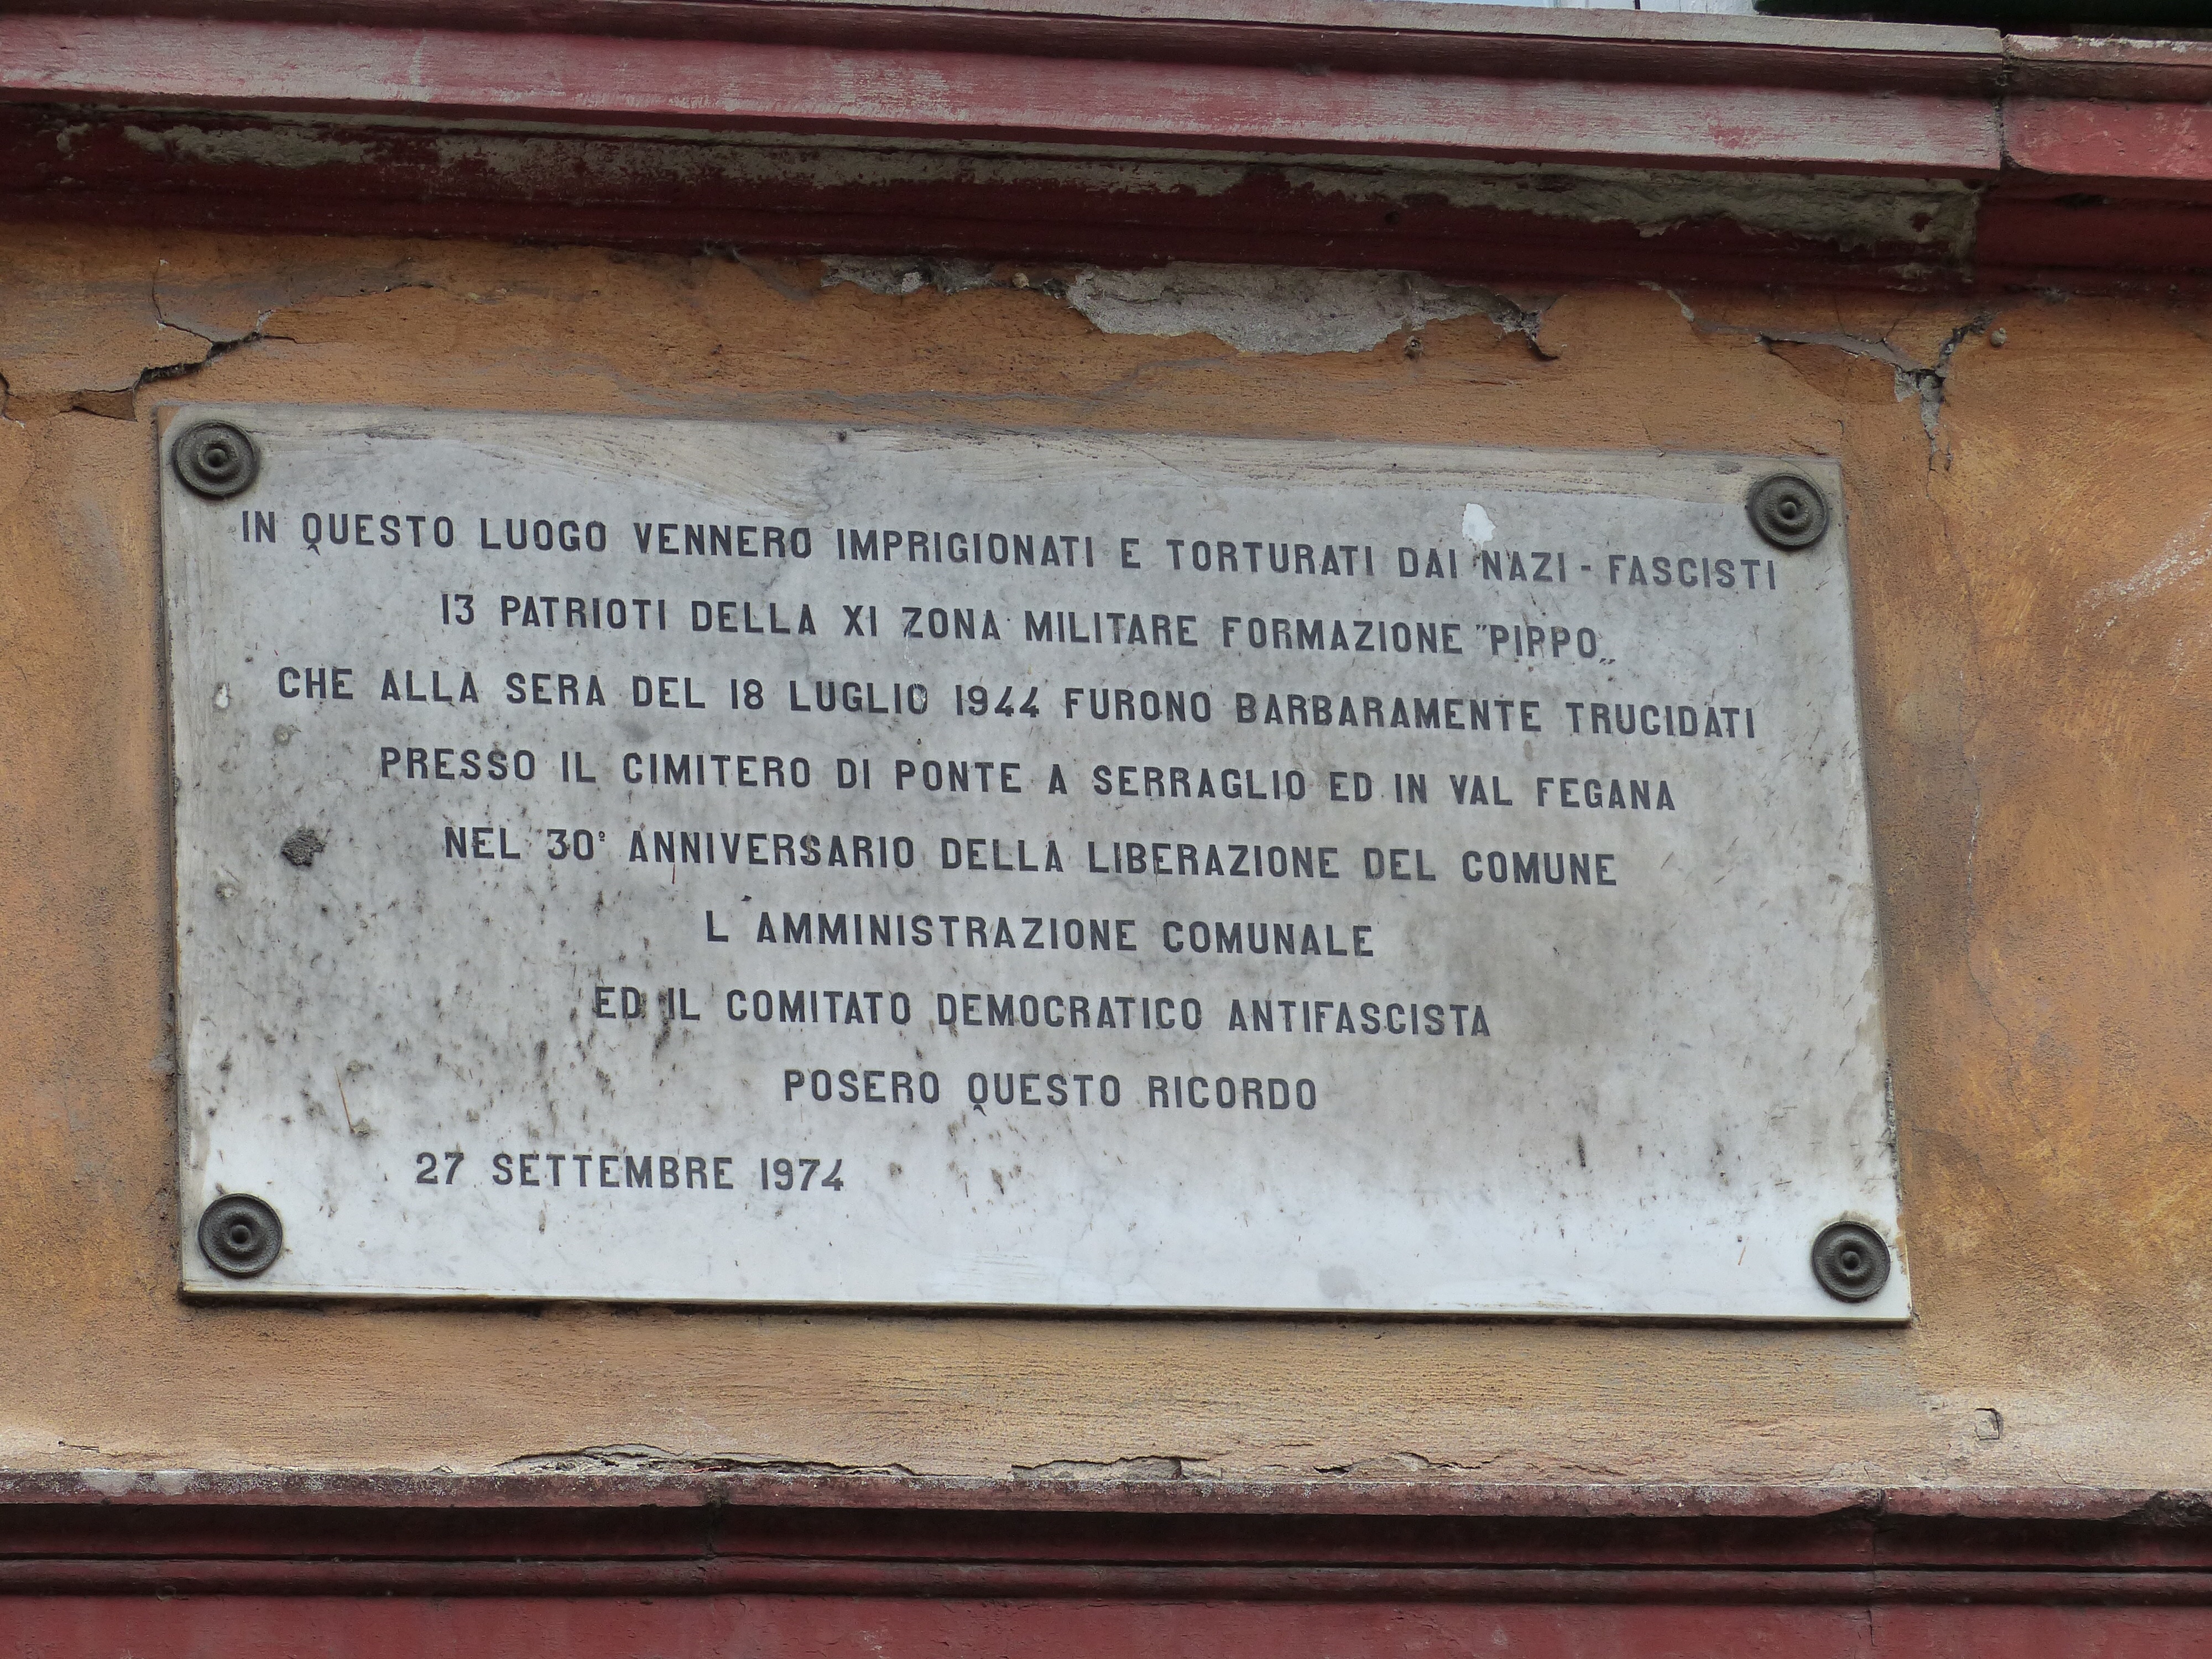 IN QUESTO LUOGO VENNERO IMPRIGIONATI E TORTURATI DAI NAZI - FASCISTI
13 PATRIOTI DELLA XI ZONA MILITARE FORMAZIONE "PIPPO„
CHE ALLA SERA DEL 18 LUGLIO 1944 FURONO BARBARAMENTE TRUCIDATI
PRESSO IL CIMITERO DI PONTE A SERRAGLIO ED IN VAL FEGANA
NEL 30° ANNIVERSARIO DELLA LIBERAZIONE DEL COMUNE
L'AMMINISTRAZIONE COMUNALE
ED IL COMITATO DEMOCRATICO ANTIFASCISTA
POSERO QUESTO RICORDO
27 SETTEMBRE 1974